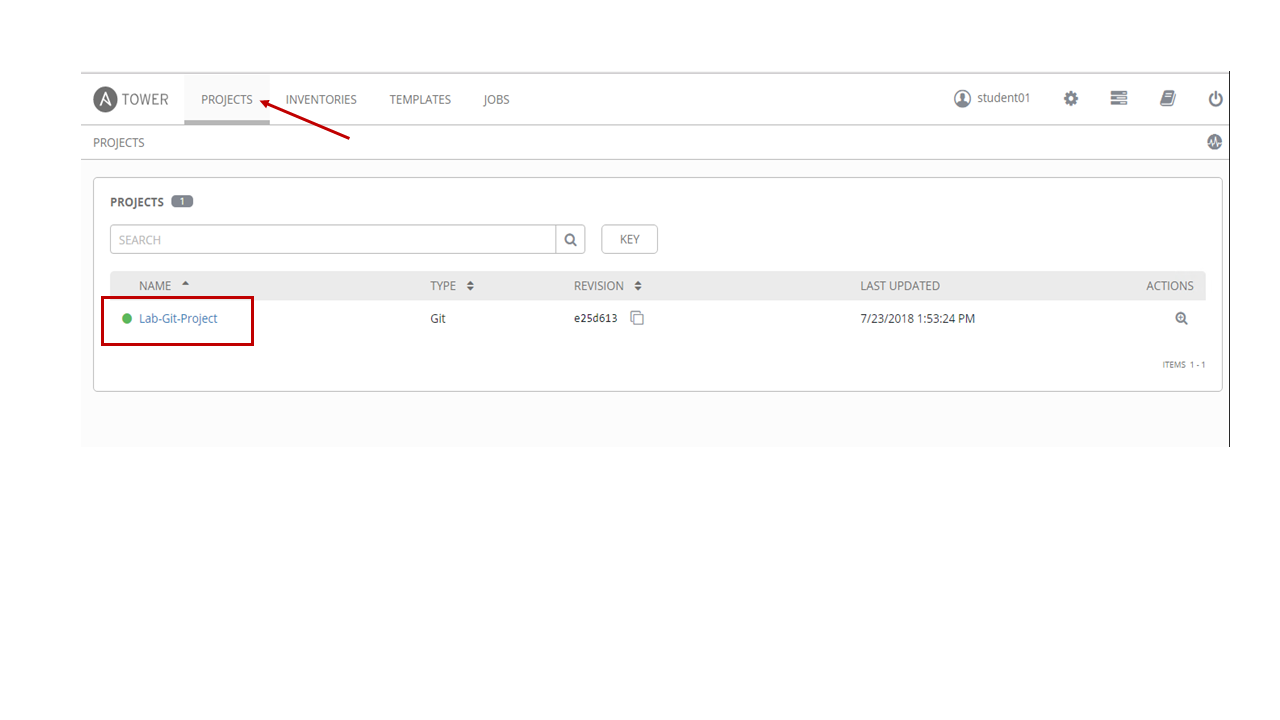 A TOWER PROJECTS INVENTORIES TEMPLATES JOBS student01
PROJECTS
PROJECTS 1
SEARCH KEY
NAME TYPE REVISION LAST UPDATED ACTIONS
Lab-Git-Project Git e25d613 7/23/2018 1:53:24 PM
ITEMS 1 - 1